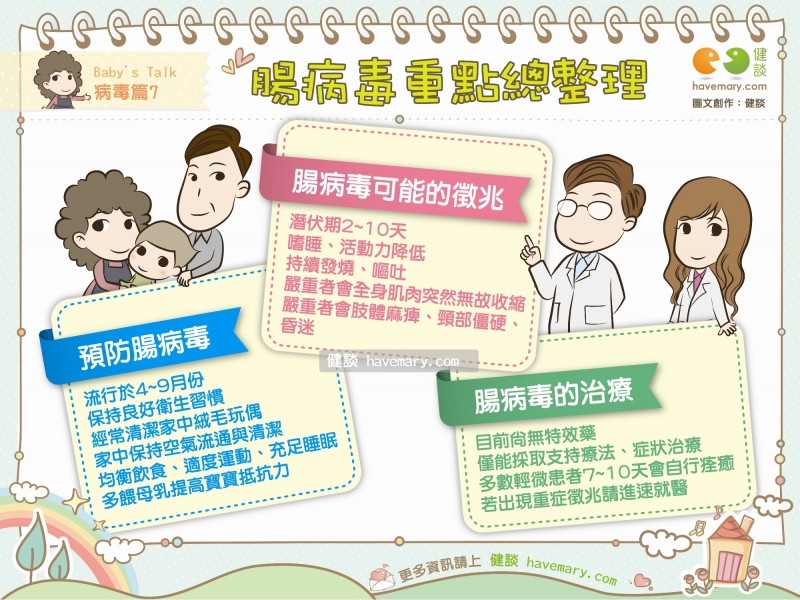 Baby's Talk
病毒篇7
腸病毒重點總整理
健談
havemary.com
圖文創作：健談
腸病毒可能的徵兆
潛伏期2~10天
嗜睡、活動力降低
持續發燒、嘔吐
嚴重者會全身肌肉突然無故收縮
嚴重者會肢體麻痺、頸部僵硬、
昏迷
預防腸病毒
流行於4~9月份
保持良好衛生習慣
經常清潔家中絨毛玩偶
家中保持空氣流通與清潔
均衡飲食、適度運動、充足睡眠
多餵母乳提高寶寶抵抗力
健談 havemary.com
腸病毒的治療
目前尚無特效藥
僅能採取支持療法、症狀治療
多數輕微患者7~10天會自行痊癒
若出現重症徵兆請進速就醫
更多資訊請上 健談 havemary.com